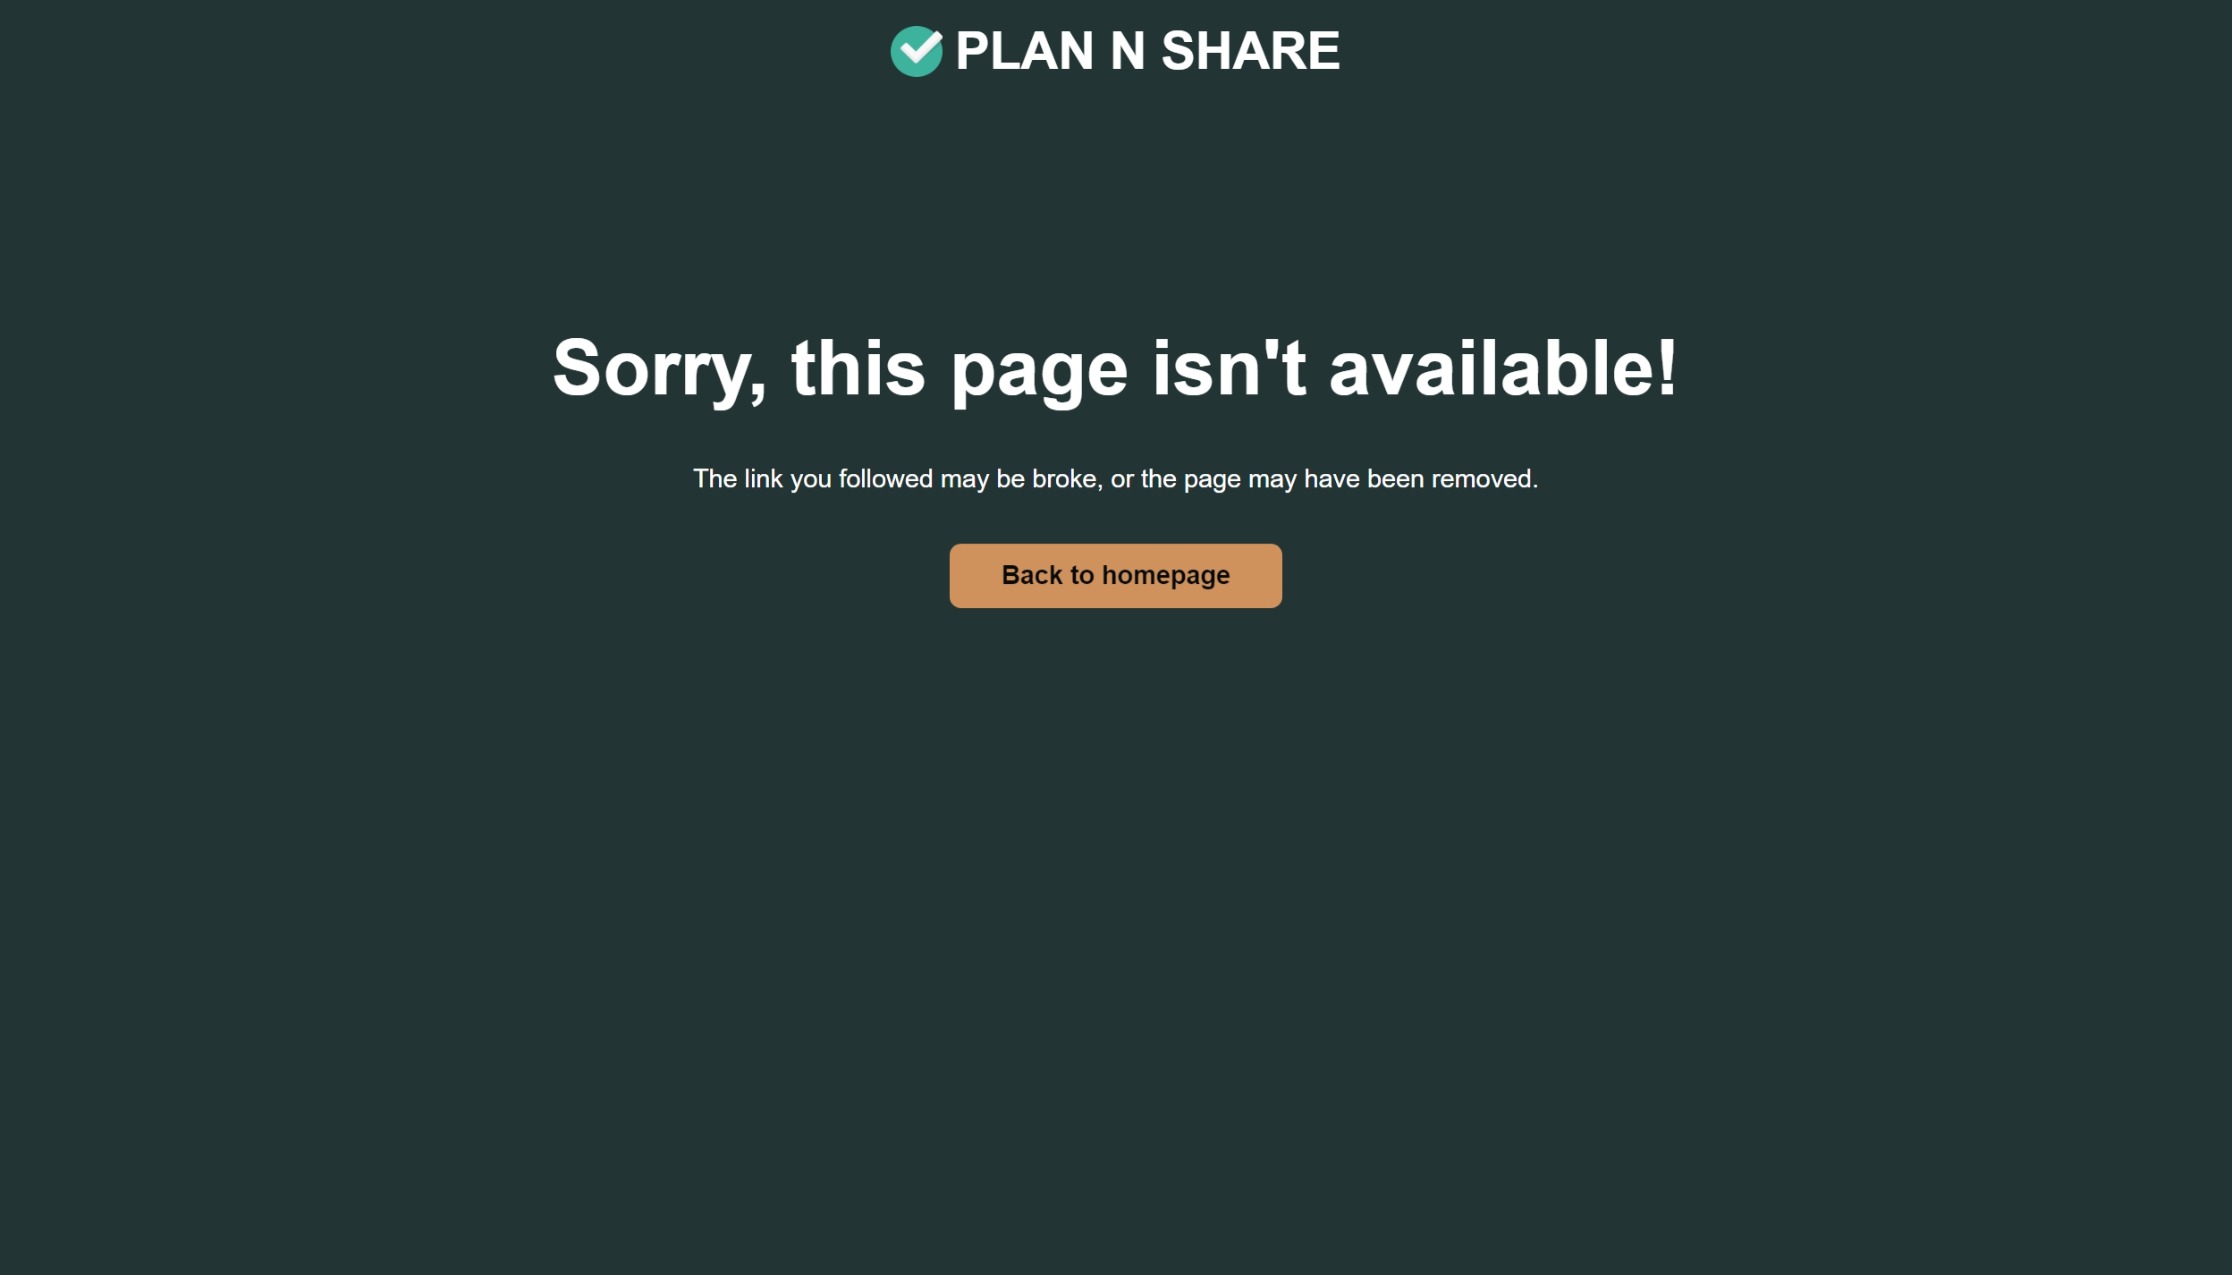 PLAN N SHARE
Sorry, this page isn't available!
The link you followed may be broke, or the page may have been removed.
Back to homepage